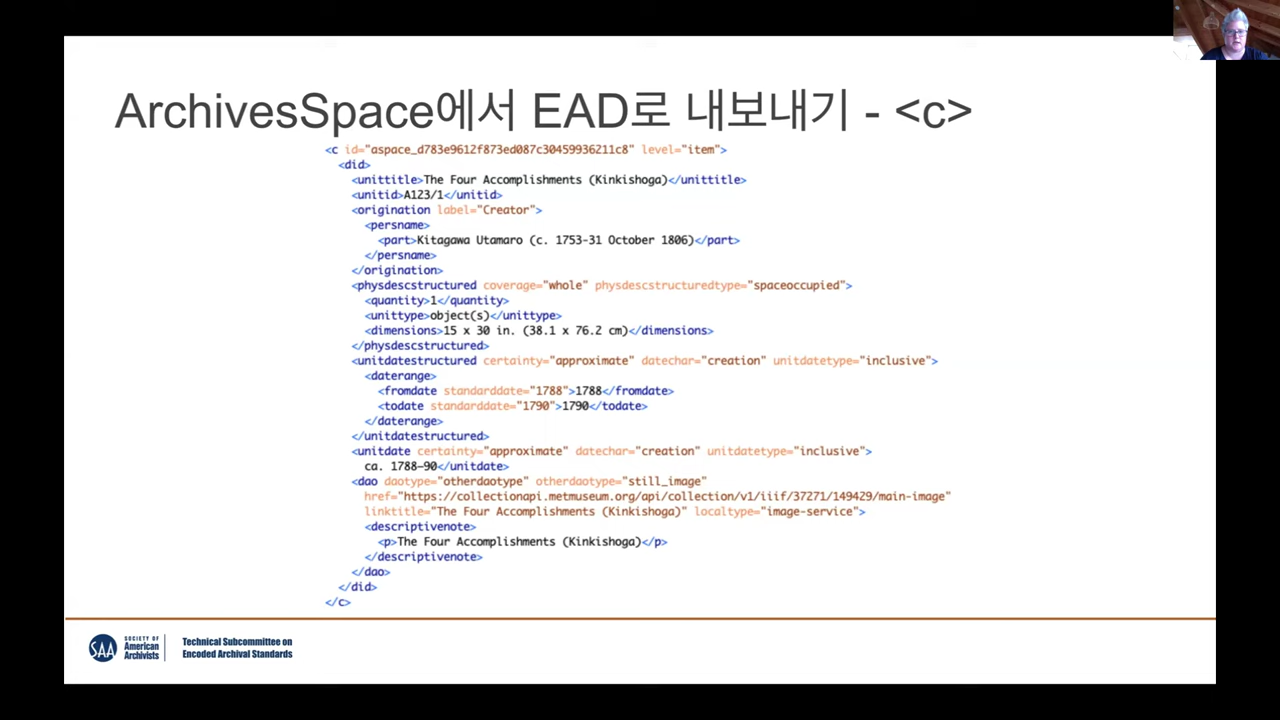 ArchivesSpace에서 EAD로 내보내기 - <c>
<c id="aspace_d783e9612f873ed087c30459936211c8" level="item">
<did>
<unittitle>The Four Accomplishments (Kinkishoga)</unittitle>
<unitid>A123/1</unitid>
<origination label="Creator">
<persname>
<part>Kitagawa Utamaro (c. 1753-31 October 1806)</part>
</persname>
</origination>
<physdescstructured coverage="whole" physdescstructuredtype="spaceoccupied">
<quantity>1</quantity>
<unittype>object(s)</unittype>
<dimensions>15 x 30 in. (38.1 x 76.2 cm)</dimensions>
</physdescstructured>
<unitdatestructured certainty="approximate" datechar="creation" unitdatetype="inclusive">
<daterange>
<fromdate standarddate="1788">1788</fromdate>
<todate standarddate="1790">1790</todate>
</daterange>
</unitdatestructured>
<unitdate certainty="approximate" datechar="creation" unitdatetype="inclusive">
ca. 1788–90</unitdate>
<dao daotype="otherdaotype" otherdaotype="still_image"
href="https://collectionapi.metmuseum.org/api/collection/v1/iiif/37271/149429/main-image"
linktitle="The Four Accomplishments (Kinkishoga)" localtype="image-service">
<descriptivenote>
<p>The Four Accomplishments (Kinkishoga)</p>
</descriptivenote>
</dao>
</did>
</c>
SAA
SOCIETY OF
American
Archivists
Technical Subcommittee on
Encoded Archival Standards